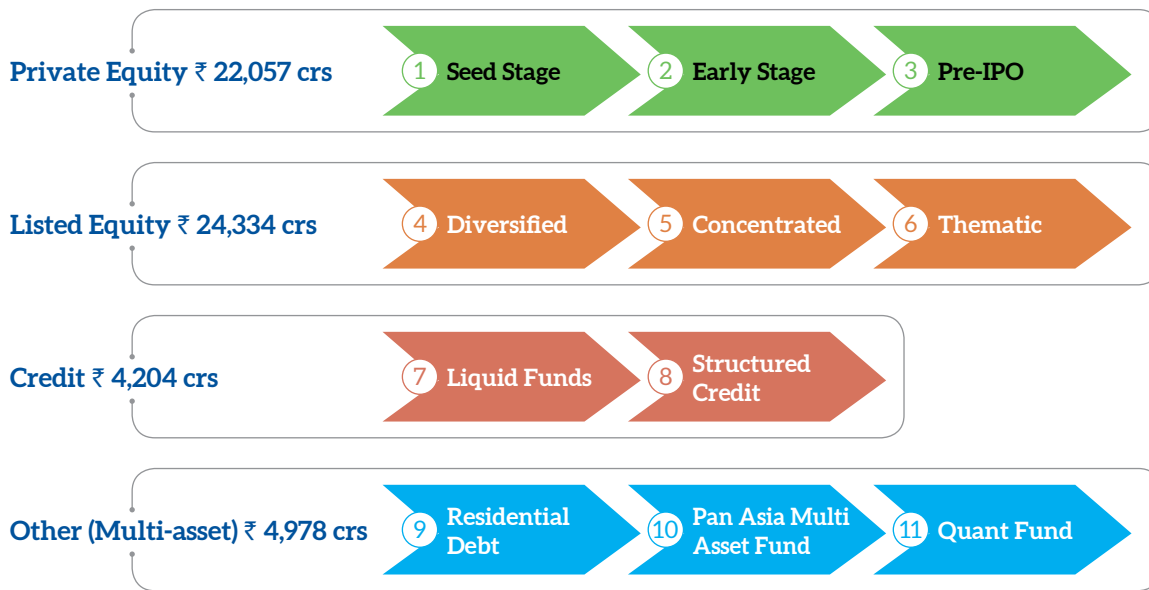 Private Equity ₹ 22,057 crs
1 Seed Stage
2 Early Stage
3 Pre-IPO
Listed Equity ₹ 24,334 crs
4 Diversified
5 Concentrated
6 Thematic
Credit ₹ 4,204 crs
7 Liquid Funds
8 Structured
Credit
Other (Multi-asset) ₹ 4,978 crs
9 Residential
Debt
10 Pan Asia Multi
Asset Fund
11 Quant Fund